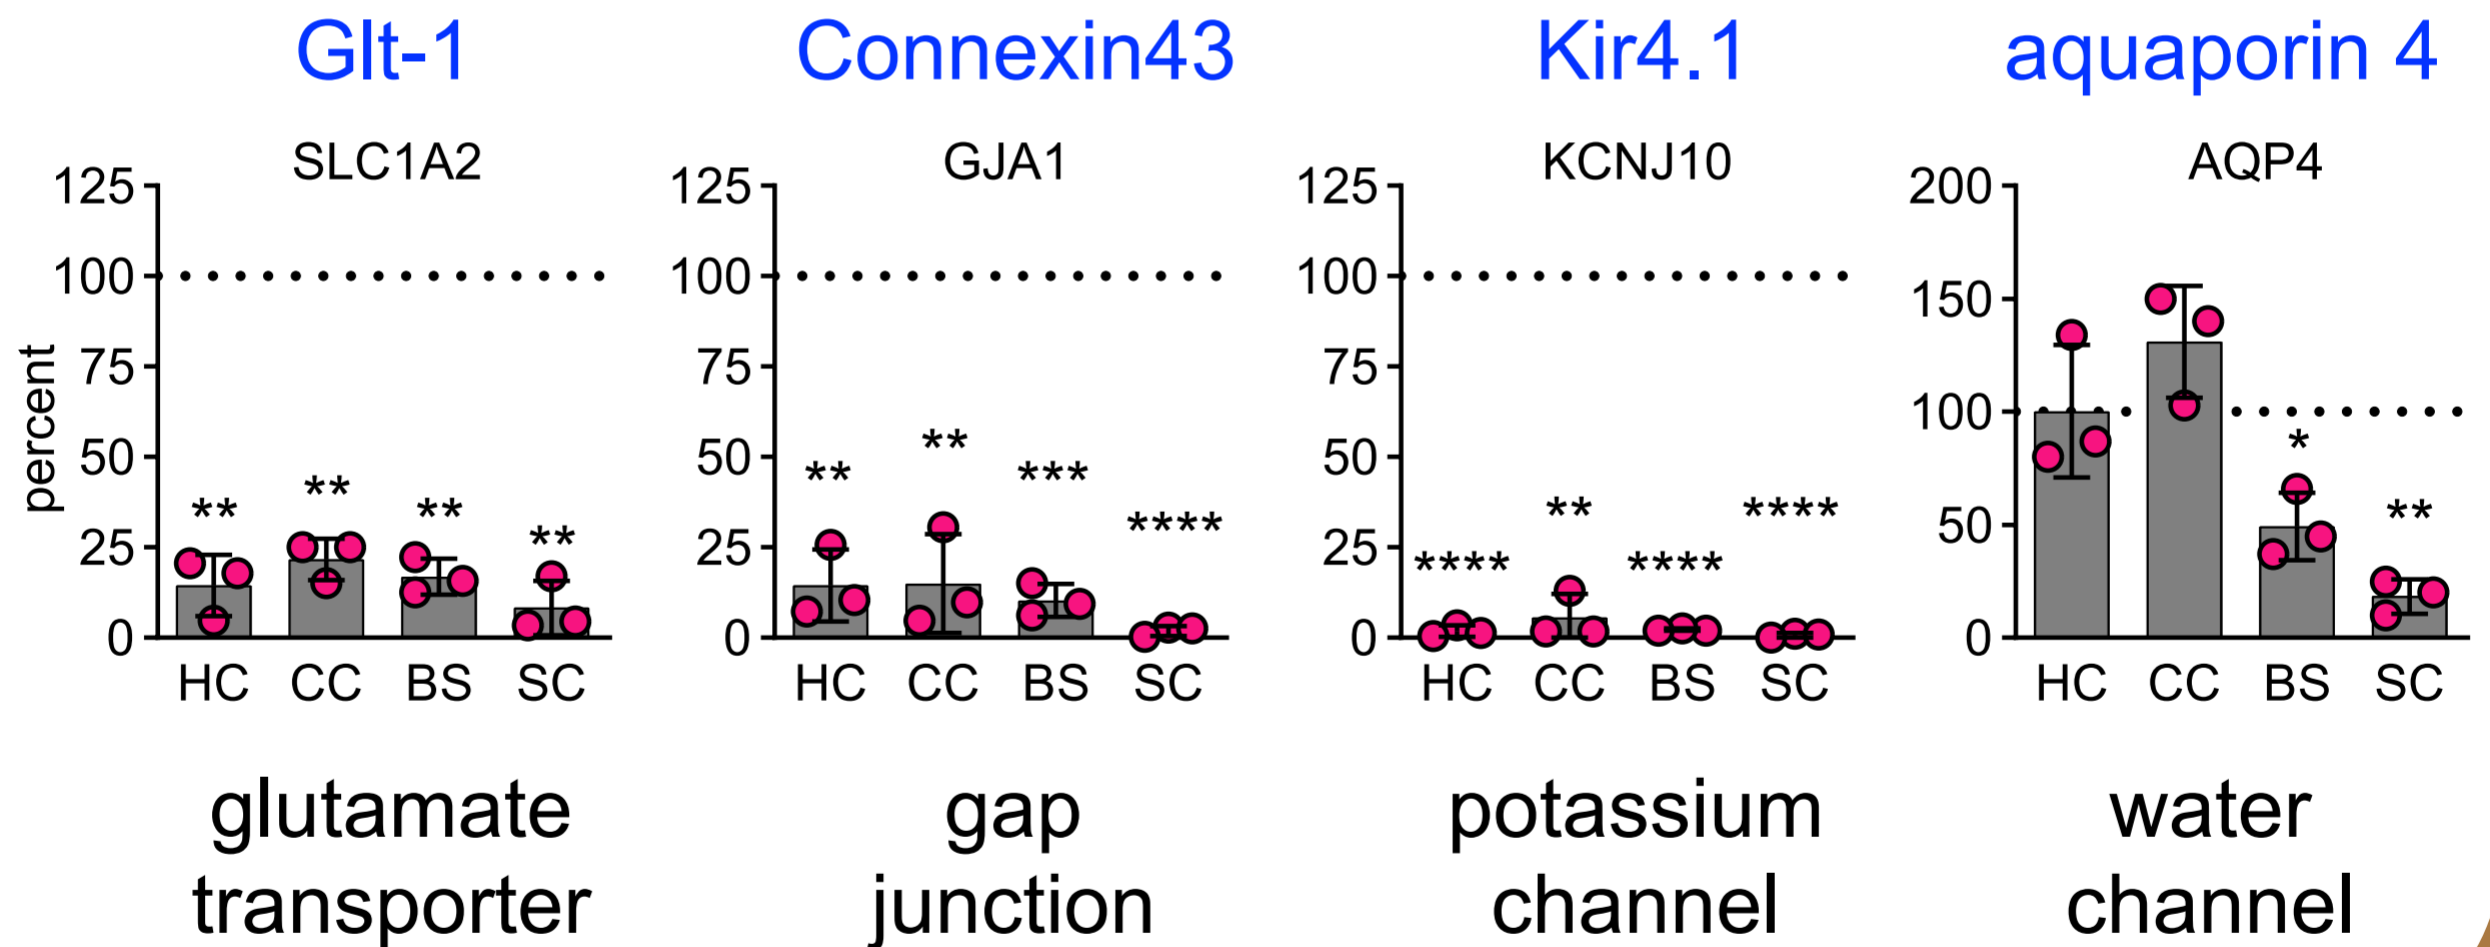 Glt-1 Connexin43 Kir4.1 aquaporin 4
SLC1A2 GJA1 KCNJ10 AQP4
percent
125
100
75
50
25
0
** ** ** **
HC CC BS SC
125
100
75
50
25
0
** ** *** ****
HC CC BS SC
125
100
75
50
25
0
**** ** **** ****
HC CC BS SC
200
150
100
50
0
* **
HC CC BS SC
glutamate
transporter
gap
junction
potassium
channel
water
channel